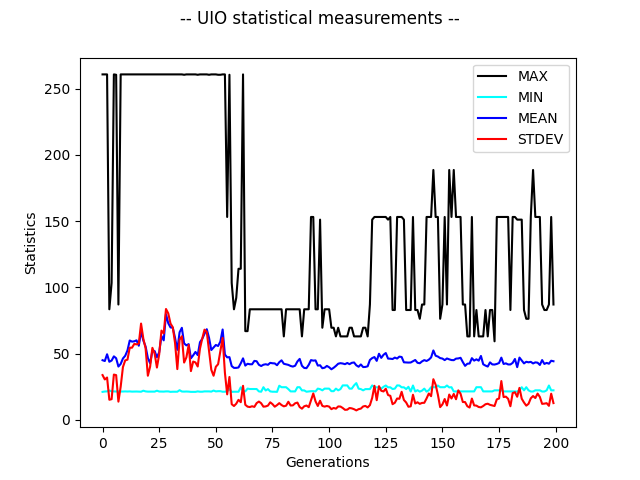 -- UIO statistical measurements --
MAX
MIN
MEAN
STDEV
Statistics
250
200
150
100
50
0
0 25 50 75 100 125 150 175 200
Generations